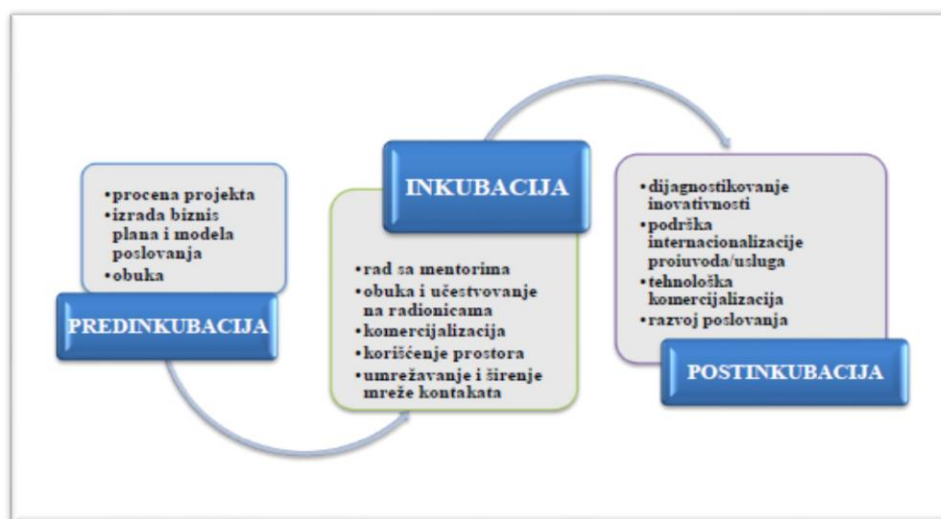 • procena projekta
• izrada biznis
plana i modela
poslovanja
• obuka
PREDINKUBACIJA
INKUBACIJA
• rad sa mentorima
• obuka i učestvovanje
na radionicama
• komercijalizacija
• korišćenje prostora
• umrežavanje i širenje
mreže kontakata
• dijagnostikovanje
inovativnosti
• podrška
internacionalizacije
proiuvoda/usluga
• tehnološka
komercijalizacija
• razvoj poslovanja
POSTINKUBACIJA